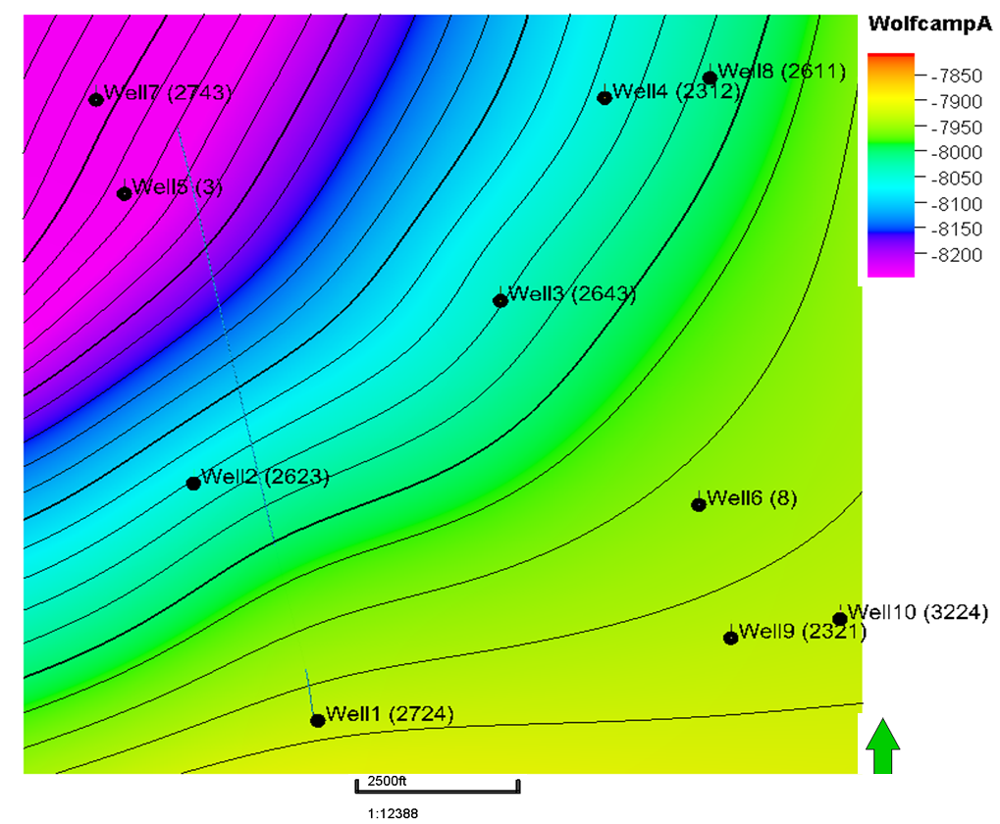 WolfcampA
-7850
-7900
-7950
-8000
-8050
-8100
-8150
-8200
Well8 (2611)
Well7 (2743)
Well4 (2312)
Well5 (3)
Well3 (2643)
Well2 (2623)
Well6 (8)
Well10 (3224)
Well9 (2321)
Well1 (2724)
2500ft
1:12388